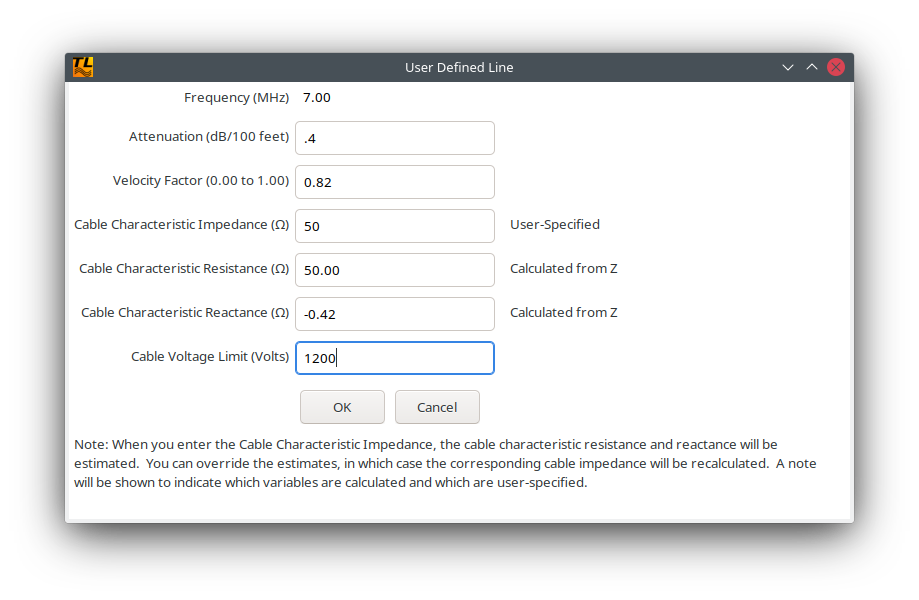 TL
User Defined Line
Frequency (MHz) 7.00
Attenuation (dB/100 feet) .4
Velocity Factor (0.00 to 1.00) 0.82
Cable Characteristic Impedance (Ω) 50 User-Specified
Cable Characteristic Resistance (Ω) 50.00 Calculated from Z
Cable Characteristic Reactance (Ω) -0.42 Calculated from Z
Cable Voltage Limit (Volts) 1200
OK Cancel
Note: When you enter the Cable Characteristic Impedance, the cable characteristic resistance and reactance will be
estimated.  You can override the estimates, in which case the corresponding cable impedance will be recalculated.  A note
will be shown to indicate which variables are calculated and which are user-specified.